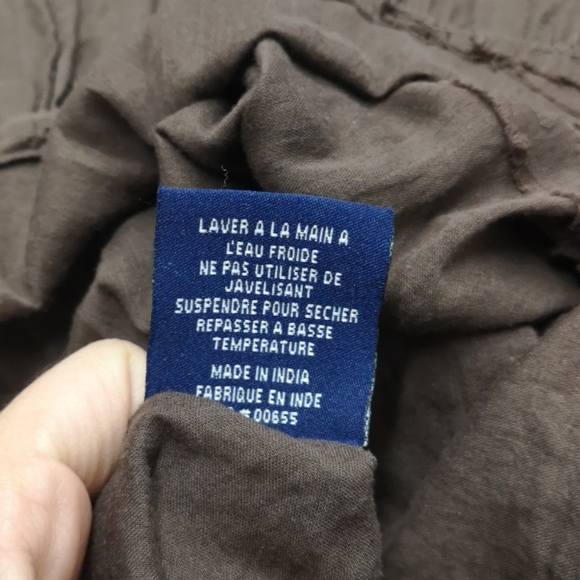 LAVER A LA MAIN A
L'EAU FROIDE
NE PAS UTILISER DE
JAVELISANT
SUSPENDRE POUR SECHER
REPASSER A BASSE
TEMPERATURE
MADE IN INDIA
FABRIQUE EN INDE
#00655